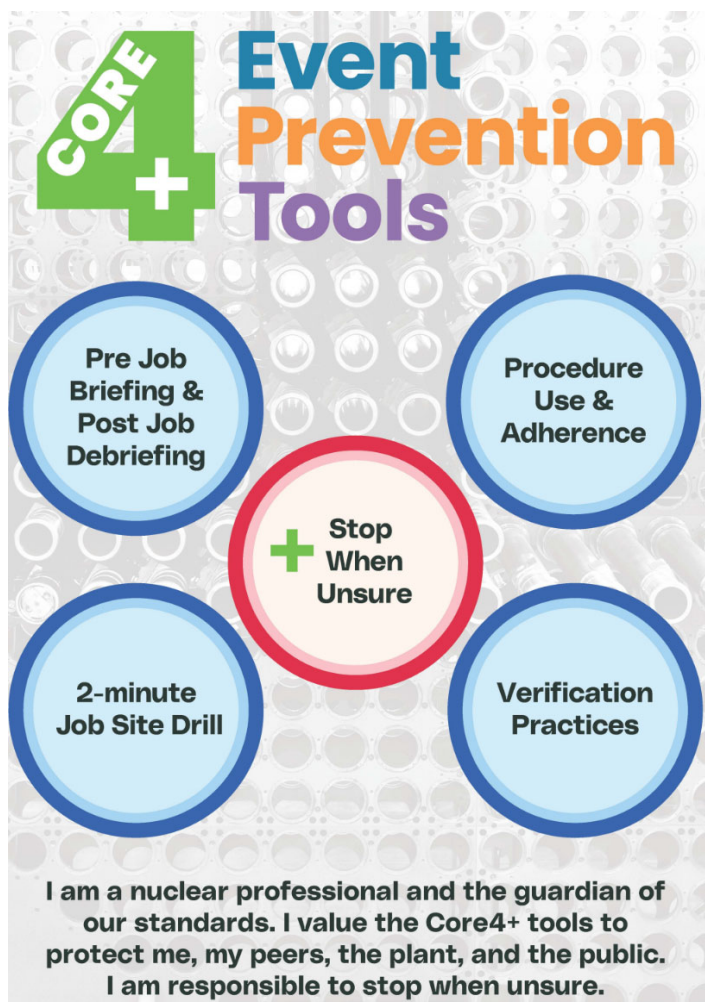 CORE
4+
Event
Prevention
Tools
Pre Job
Briefing &
Post Job
Debriefing
Procedure
Use &
Adherence
+ Stop
When
Unsure
2-minute
Job Site Drill
Verification
Practices
I am a nuclear professional and the guardian of
our standards. I value the Core4+ tools to
protect me, my peers, the plant, and the public.
I am responsible to stop when unsure.